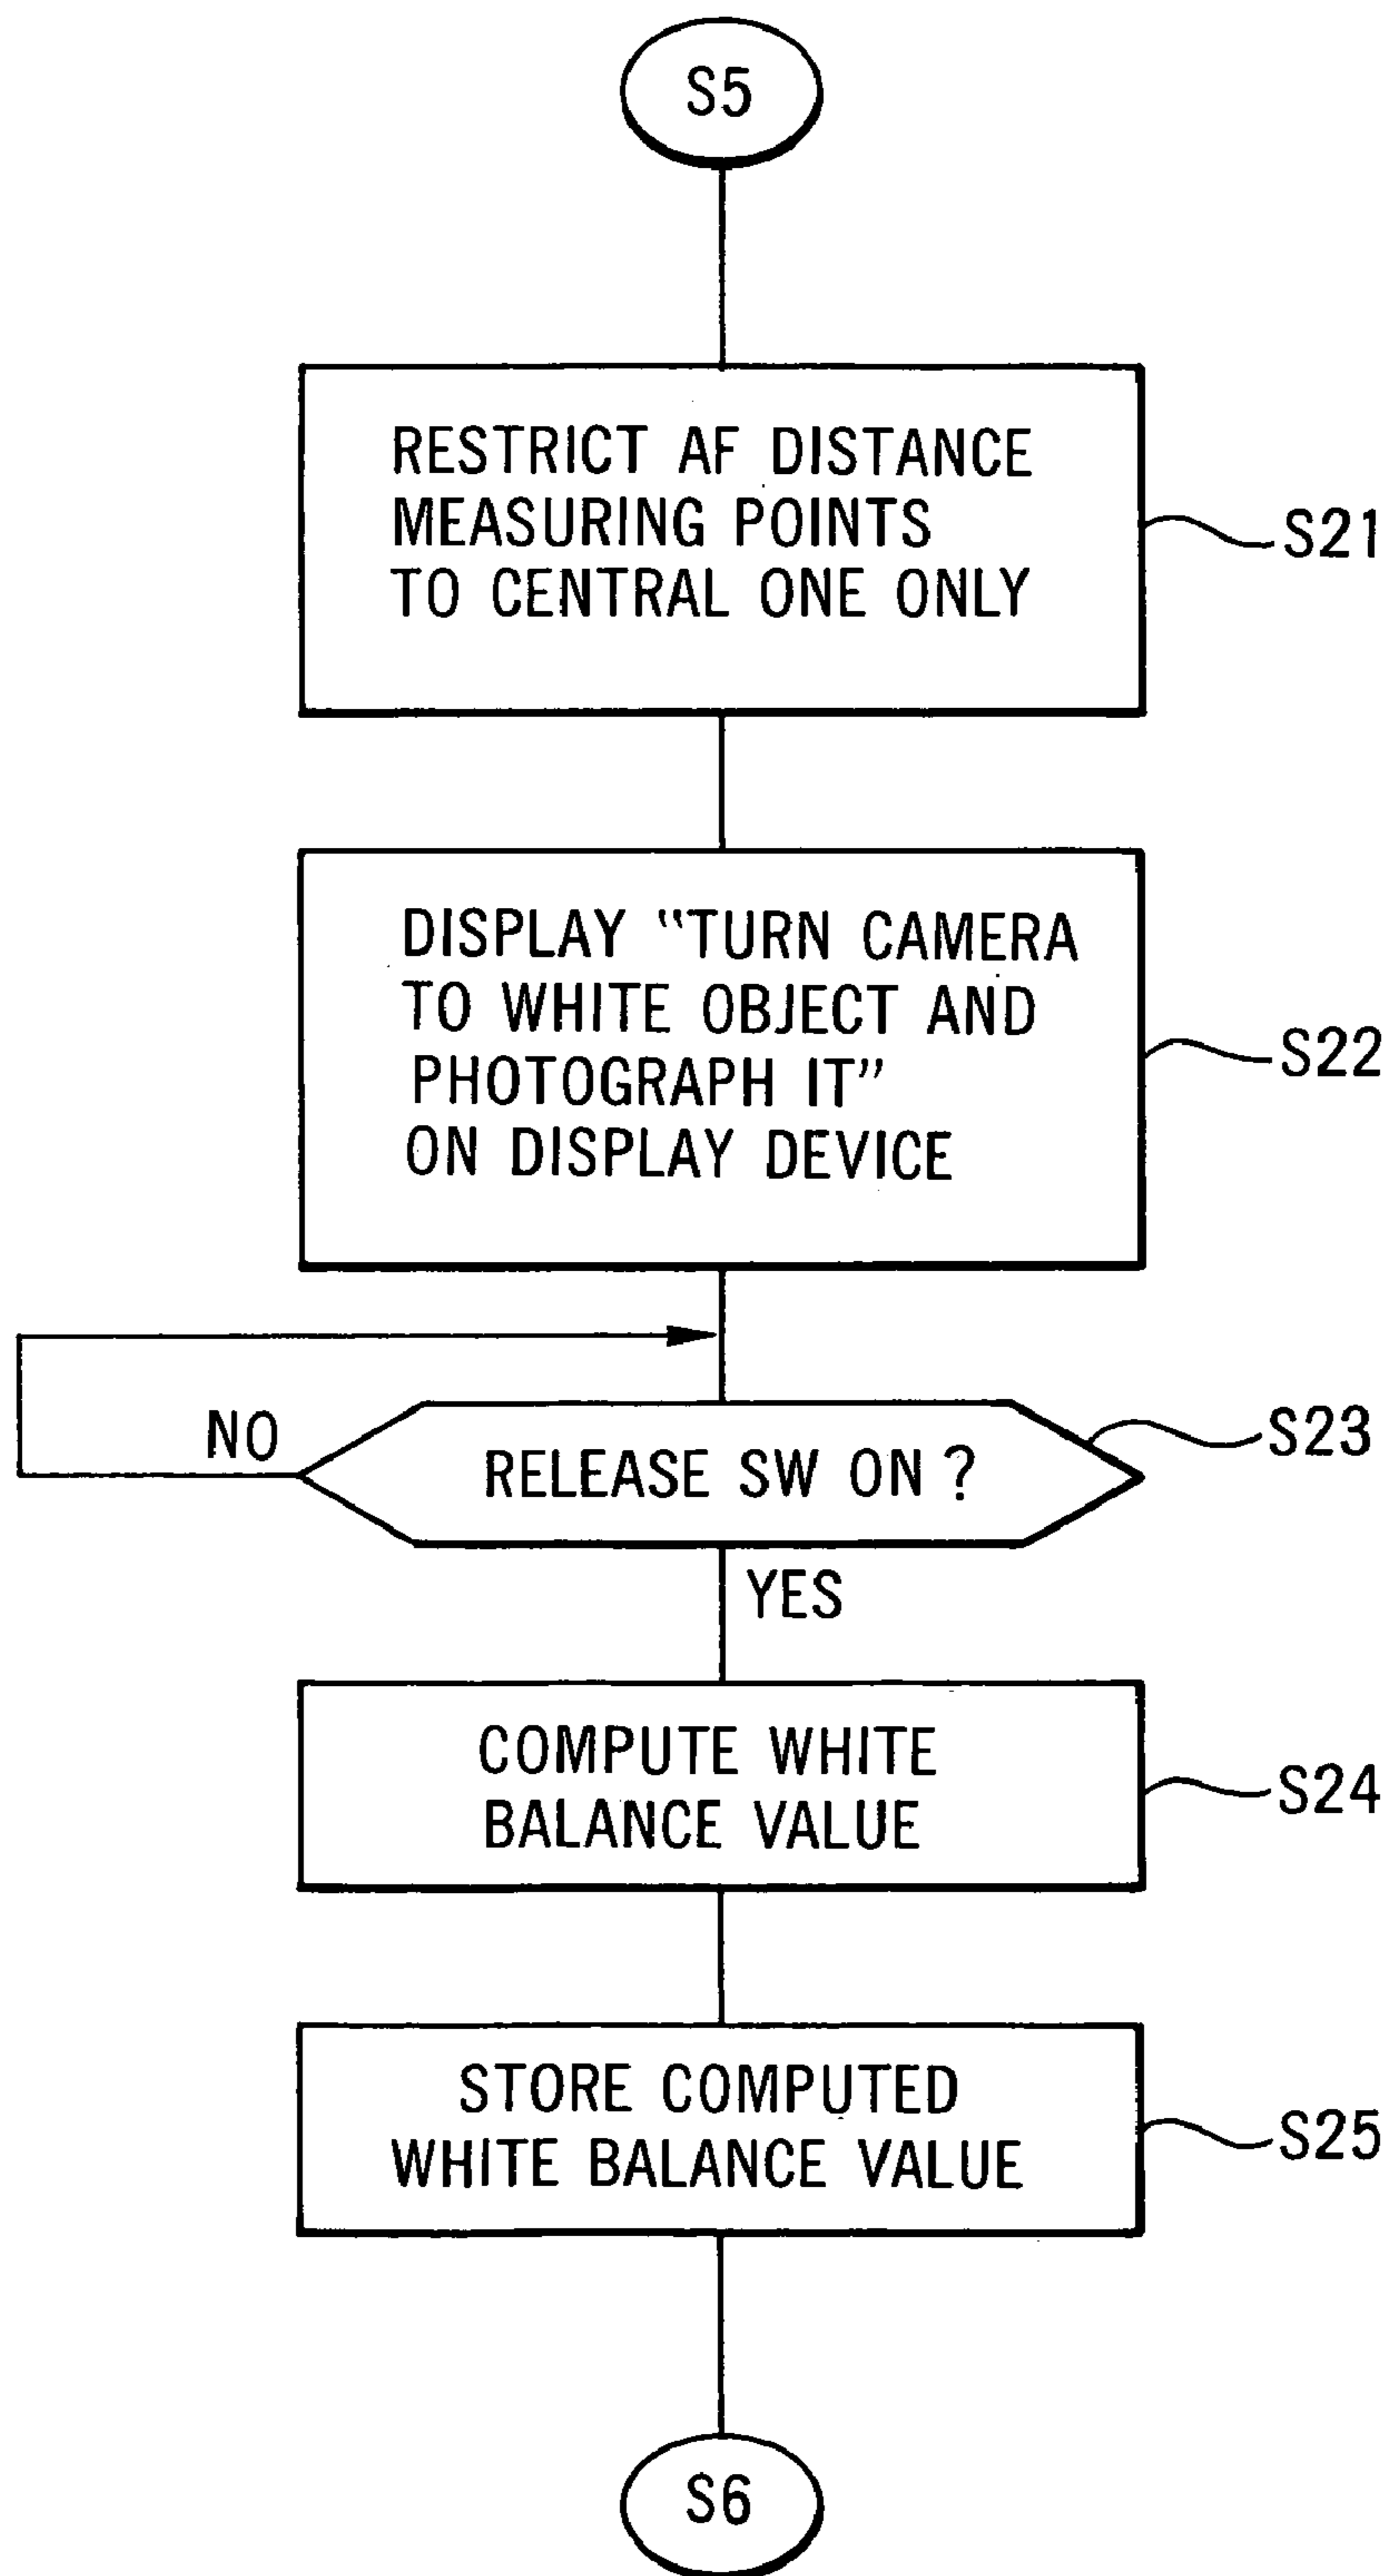 S5
RESTRICT AF DISTANCE
MEASURING POINTS
TO CENTRAL ONE ONLY
S21
DISPLAY "TURN CAMERA
TO WHITE OBJECT AND
PHOTOGRAPH IT"
ON DISPLAY DEVICE
S22
NO
RELEASE SW ON ?
S23
YES
COMPUTE WHITE
BALANCE VALUE
S24
STORE COMPUTED
WHITE BALANCE VALUE
S25
S6